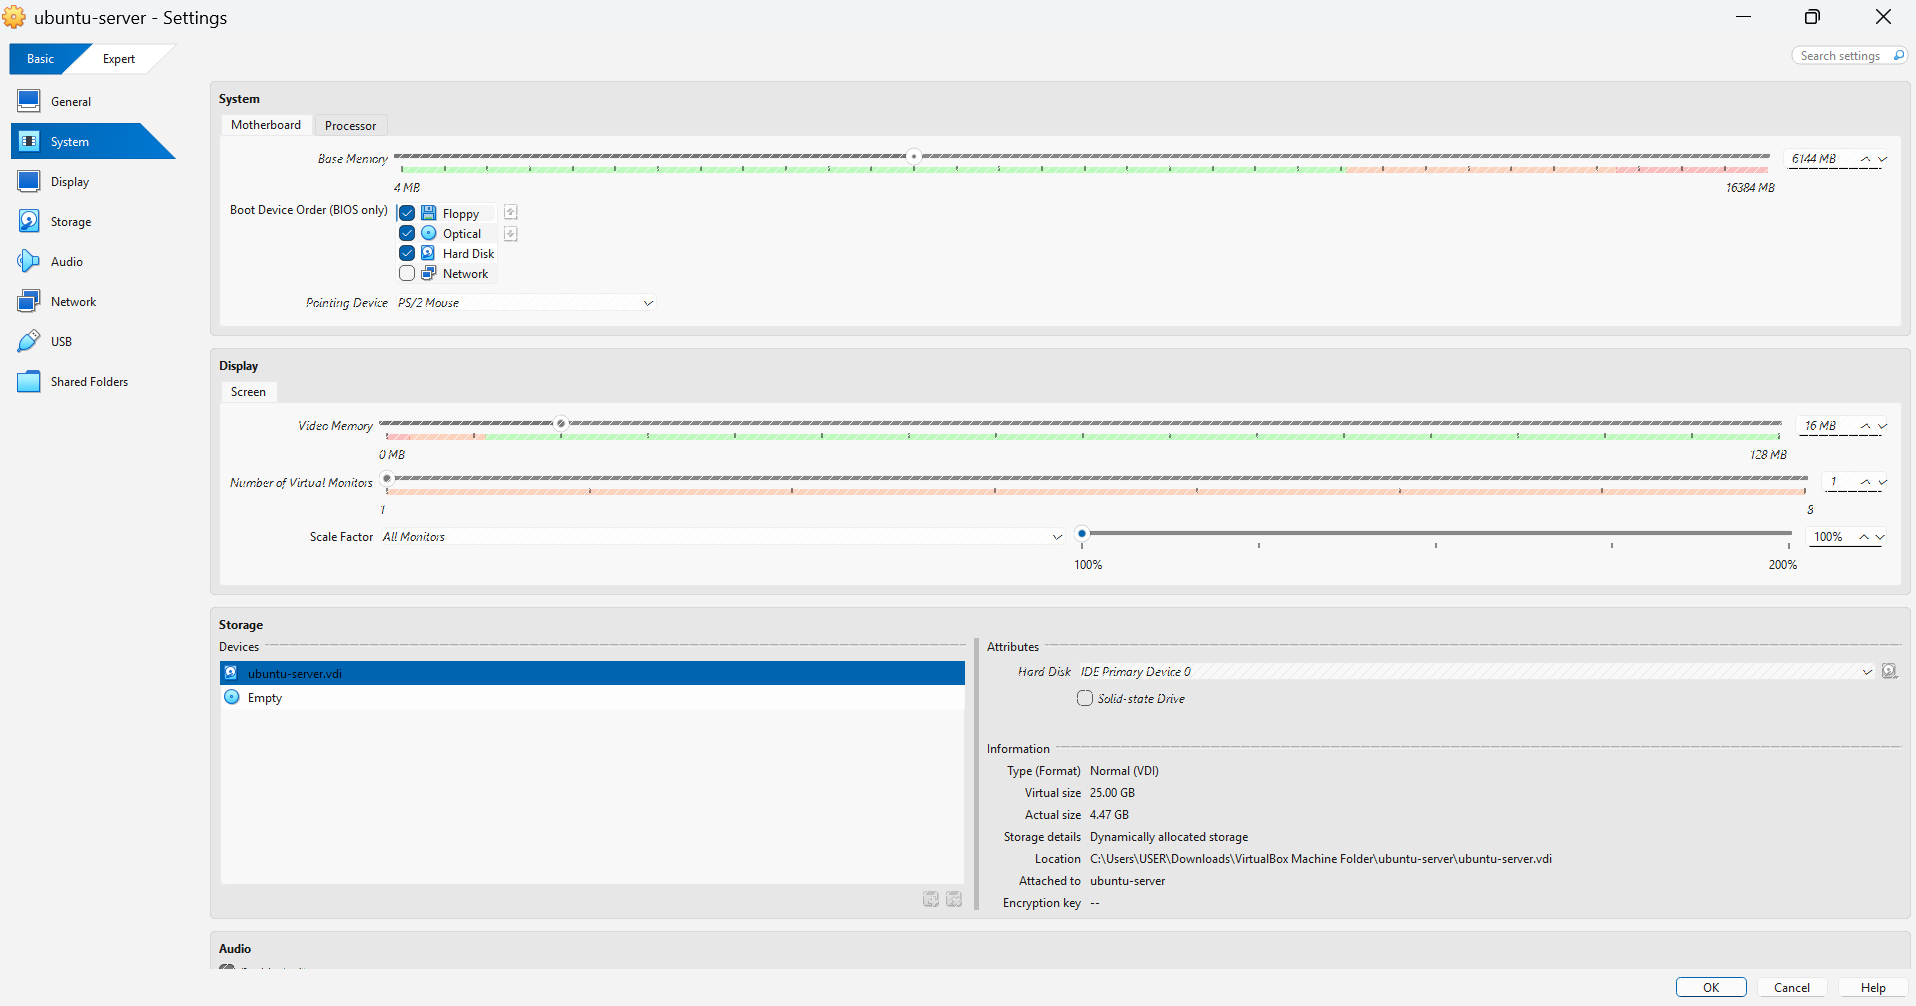 ubuntu-server - Settings
Basic Expert
Search settings
General
System
Display
Storage
Audio
Network
USB
Shared Folders
System
Motherboard Processor
Base Memory 6144 MB
4 MB 16384 MB
Boot Device Order (BIOS only) Floppy
Optical
Hard Disk
Network
Pointing Device PS/2 Mouse
Display
Screen
Video Memory 16 MB
0 MB 128 MB
Number of Virtual Monitors 1
1 8
Scale Factor All Monitors 100%
100% 200%
Storage
Devices
ubuntu-server.vdi
Empty
Attributes
Hard Disk IDE Primary Device 0
Solid-state Drive
Information
Type (Format) Normal (VDI)
Virtual size 25.00 GB
Actual size 4.47 GB
Storage details Dynamically allocated storage
Location C:\Users\USER\Downloads\VirtualBox Machine Folder\ubuntu-server\ubuntu-server.vdi
Attached to ubuntu-server
Encryption key --
Audio
OK Cancel Help